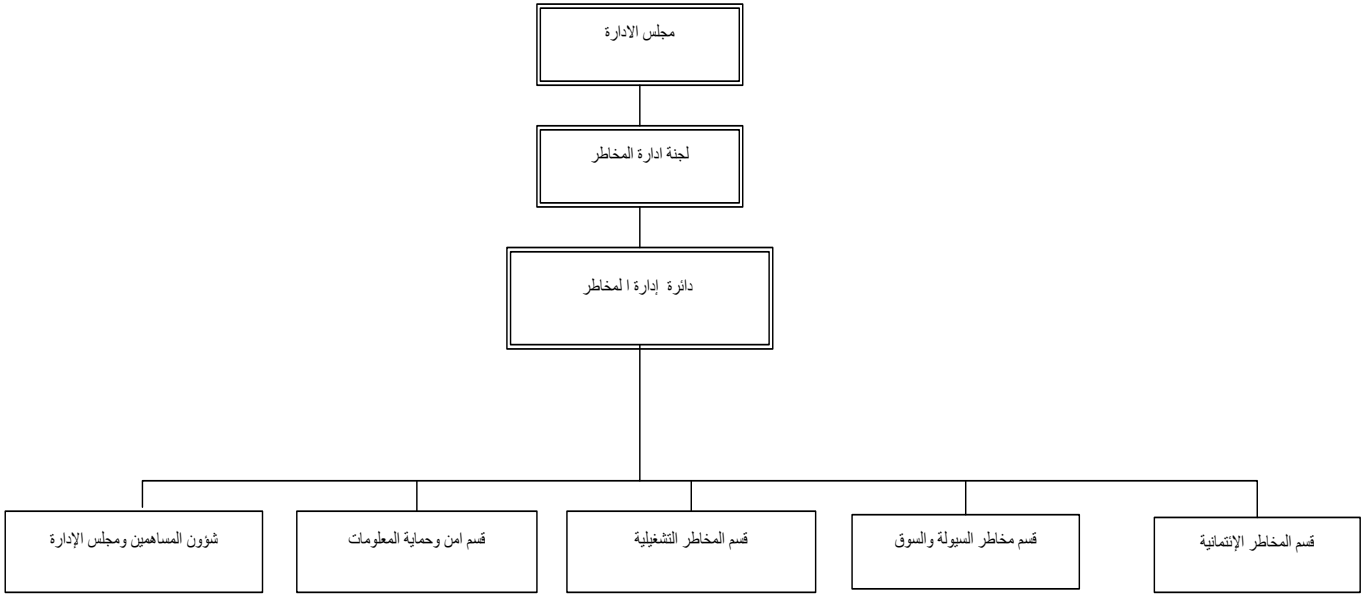 مجلس الادارة
لجنة ادارة المخاطر
دائرة إدارة ا لمخاطر
قسم المخاطر الإئتمانية
قسم مخاطر السيولة والسوق
قسم المخاطر التشغيلية
قسم امن وحماية المعلومات
شؤون المساهمين ومجلس الإدارة